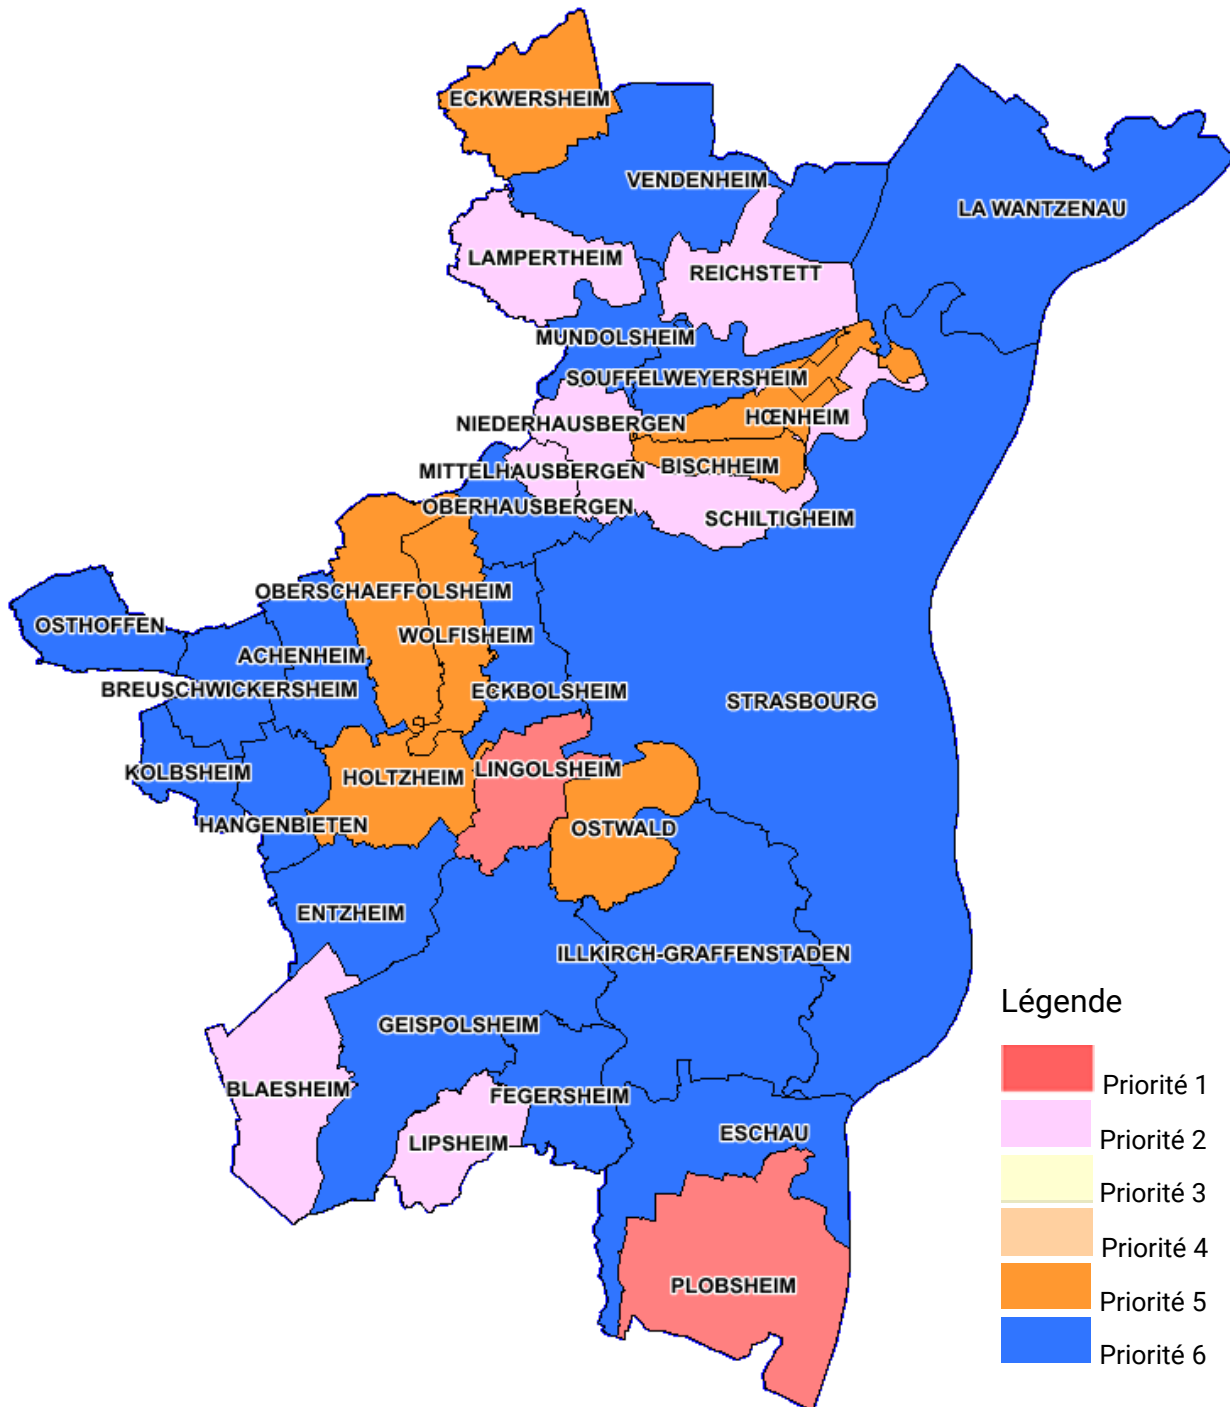 ECKWERSHEIM
VENDENHEIM
LA WANTZENAU
LAMPERTHEIM
REICHSTETT
MUNDOLSHEIM
SOUFFELWEYERSHEIM
NIEDERHAUSBERGEN
HŒNHEIM
MITTELHAUSBERGEN
BISCHHEIM
OBERHAUSBERGEN
SCHILTIGHEIM
OBERSCHAEFFOLSHEIM
OSTHOFFEN
WOLFISHEIM
ACHENHEIM
BREUSCHWICKERSHEIM
ECKBOLSHEIM
STRASBOURG
KOLBSHEIM
HOLTZHEIM
LINGOLSHEIM
HANGENBIETEN
OSTWALD
ENTZHEIM
ILLKIRCH-GRAFFENSTADEN
GEISPOLSHEIM
BLAESHEIM
FEGERSHEIM
LIPSHEIM
ESCHAU
PLOBSHEIM
Légende
Priorité 1
Priorité 2
Priorité 3
Priorité 4
Priorité 5
Priorité 6